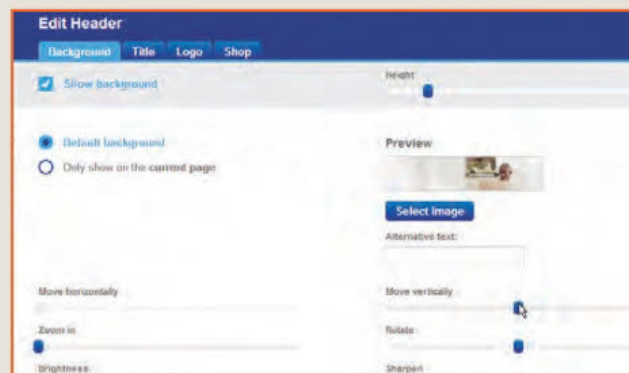 Edit Header
Background Title Logo Shop
Show background
height
Default background
Only show on the current page
Preview
Select image
Alternative text:
Move horizontally
Move vertically
Zoom in
Rotate
Brightness
Sharpen